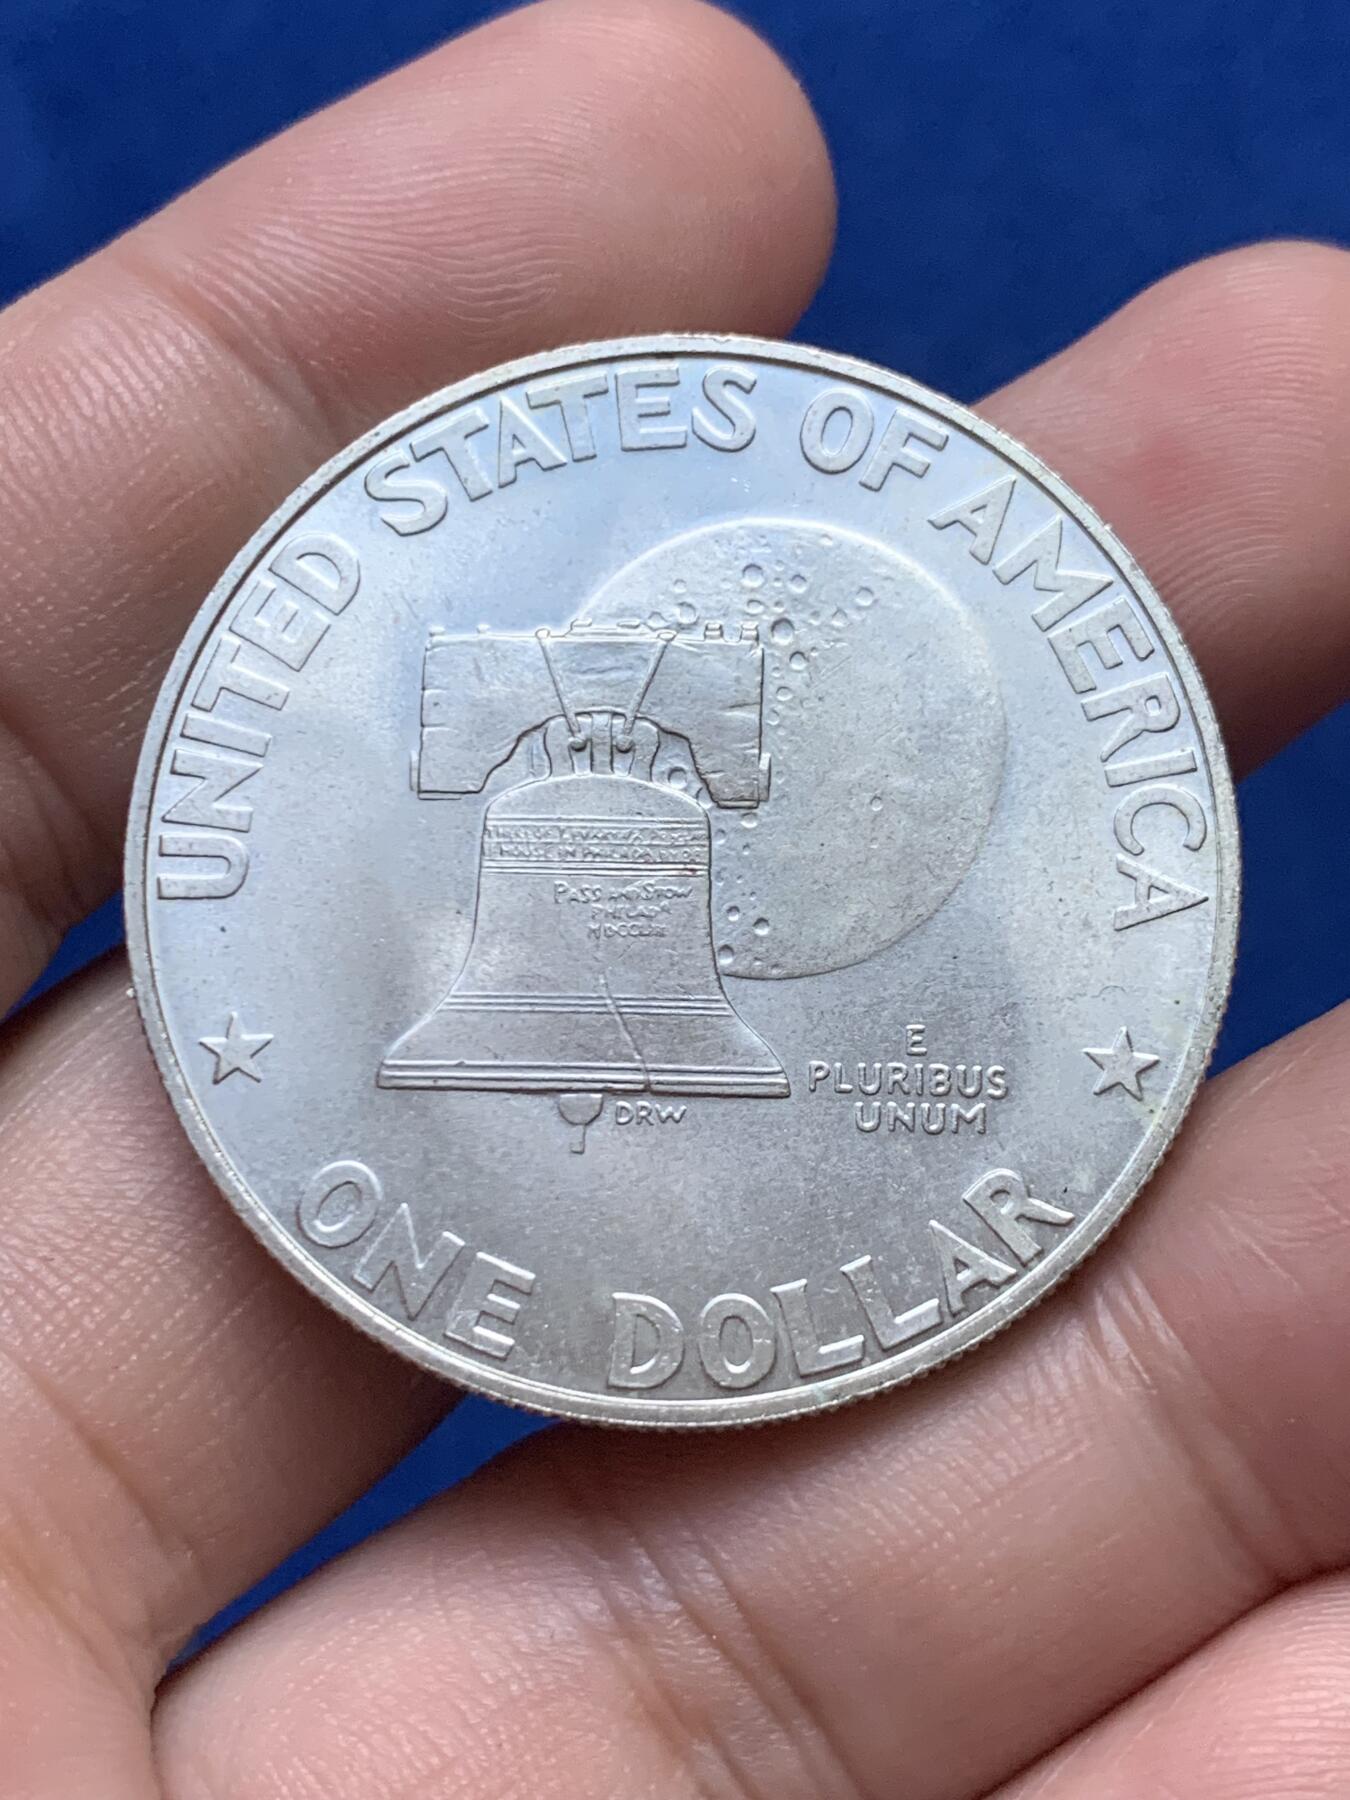 UNITED STATES OF AMERICA
PASS AND STOW
PHILADA
MDCCLIII
E
PLURIBUS
UNUM
DRW
ONE DOLLAR